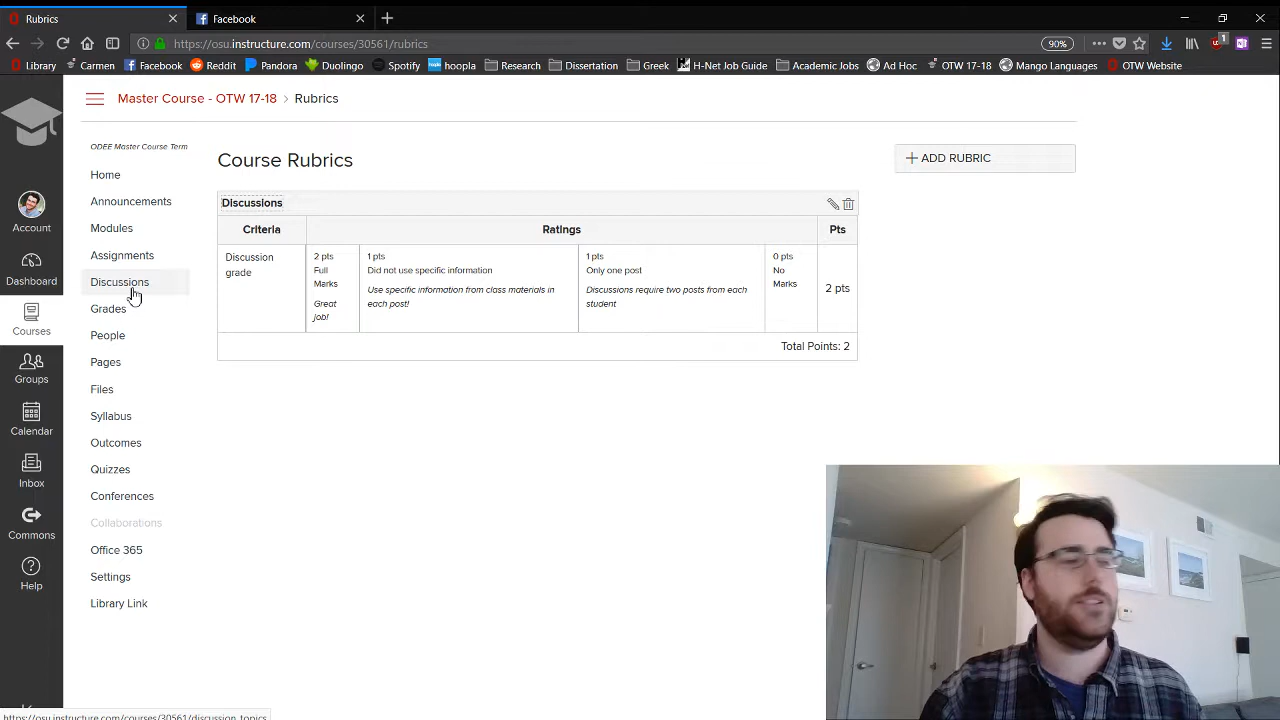 Rubrics
Facebook
https://osu.instructure.com/courses/30561/rubrics
90%
1
Library
Carmen
Facebook
Reddit
Pandora
Duolingo
Spotify
hoopla
Research
Dissertation
Greek
H-Net Job Guide
Academic Jobs
Ad Hoc
OTW 17-18
Mango Languages
OTW Website
Master Course - OTW 17-18 > Rubrics
Account
Dashboard
Courses
Groups
Calendar
Inbox
Commons
Help
ODEE Master Course Term
Home
Announcements
Modules
Assignments
Discussions
Grades
People
Pages
Files
Syllabus
Outcomes
Quizzes
Conferences
Collaborations
Office 365
Settings
Library Link
Course Rubrics
+ ADD RUBRIC
Discussions
Criteria
Ratings
Pts
Discussion
grade
2 pts
Full
Marks
Great
job!
1 pts
Did not use specific information
Use specific information from class materials in
each post!
1 pts
Only one post
Discussions require two posts from each
student
0 pts
No
Marks
2 pts
Total Points: 2
https://osu.instructure.com/courses/30561/discussion_topics